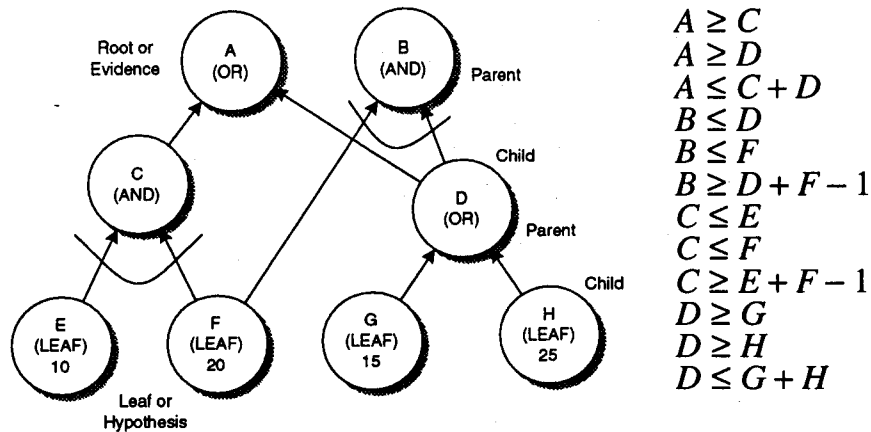 Root or
Evidence
A
(OR)
B
(AND)
Parent
C
(AND)
Child
D
(OR)
Parent
E
(LEAF)
10
F
(LEAF)
20
G
(LEAF)
15
Child
H
(LEAF)
25
Leaf or
Hypothesis
A ≥ C
A ≥ D
A ≤ C + D
B ≤ D
B ≤ F
B ≥ D + F − 1
C ≤ E
C ≤ F
C ≥ E + F − 1
D ≥ G
D ≥ H
D ≤ G + H